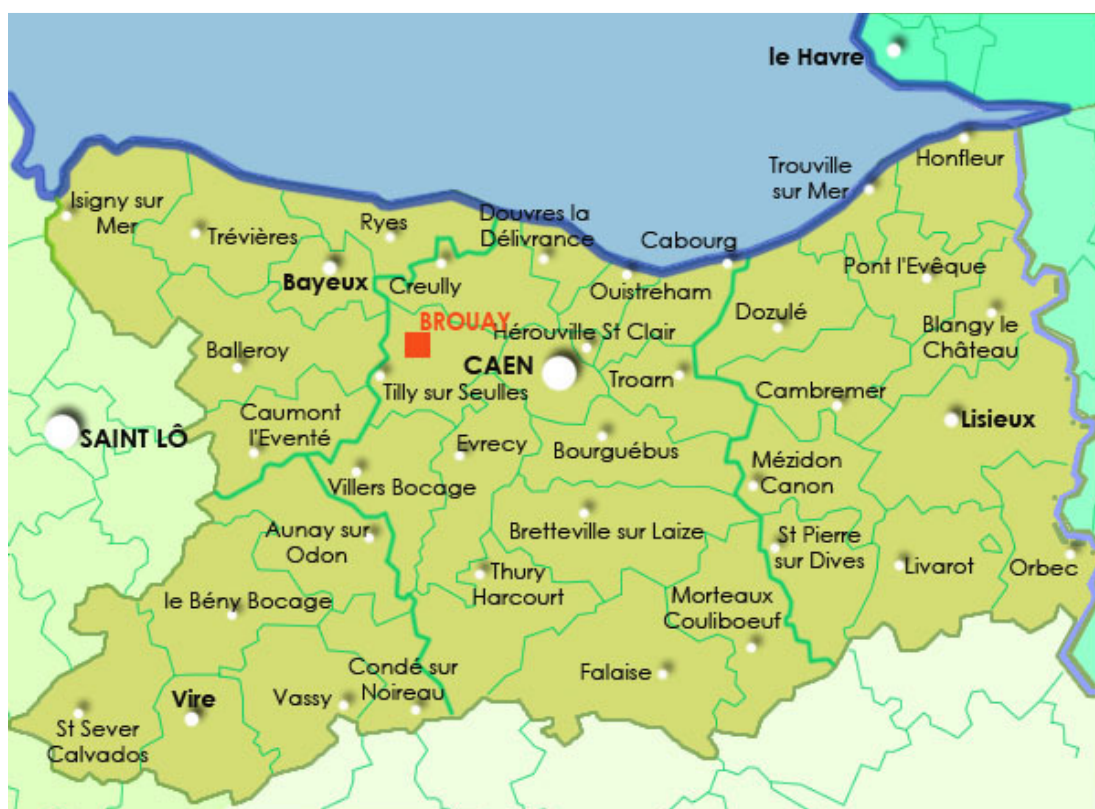 le Havre
Honfleur
Trouville
sur Mer
Isigny sur
Mer
Trévières
Ryes
Douvres la
Délivrance
Cabourg
Bayeux
Creully
Ouistreham
Pont l'Evêque
BROUAY
Hérouville St Clair
Dozulé
Blangy le
Château
Balleroy
CAEN
Tilly sur Seulles
Troarn
Cambremer
Caumont
l'Eventé
SAINT LÔ
Lisieux
Evrecy
Bourguébus
Mézidon
Canon
Villers Bocage
Aunay sur
Odon
Bretteville sur Laize
St Pierre
sur Dives
Livarot
Orbec
Thury
Harcourt
le Bény Bocage
Morteaux
Couliboeuf
Condé sur
Noireau
Falaise
Vire
Vassy
St Sever
Calvados